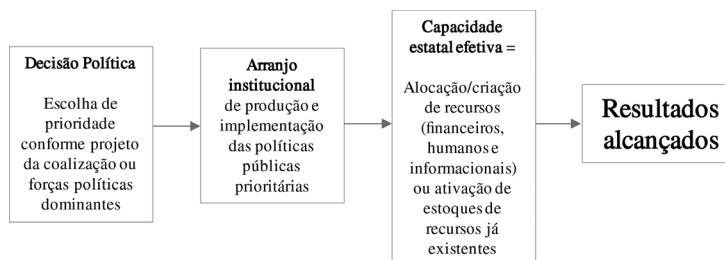 Decisão Política
Escolha de
prioridade
conforme projeto
da coalização ou
forças políticas
dominantes
Arranjo
institucional
de produção e
implementação
das políticas
públicas
prioritárias
Capacidade
estatal efetiva =
Alocação/criação
de recursos
(financeiros,
humanos e
informacionais)
ou ativação de
estoques de
recursos já
existentes
Resultados
alcançados